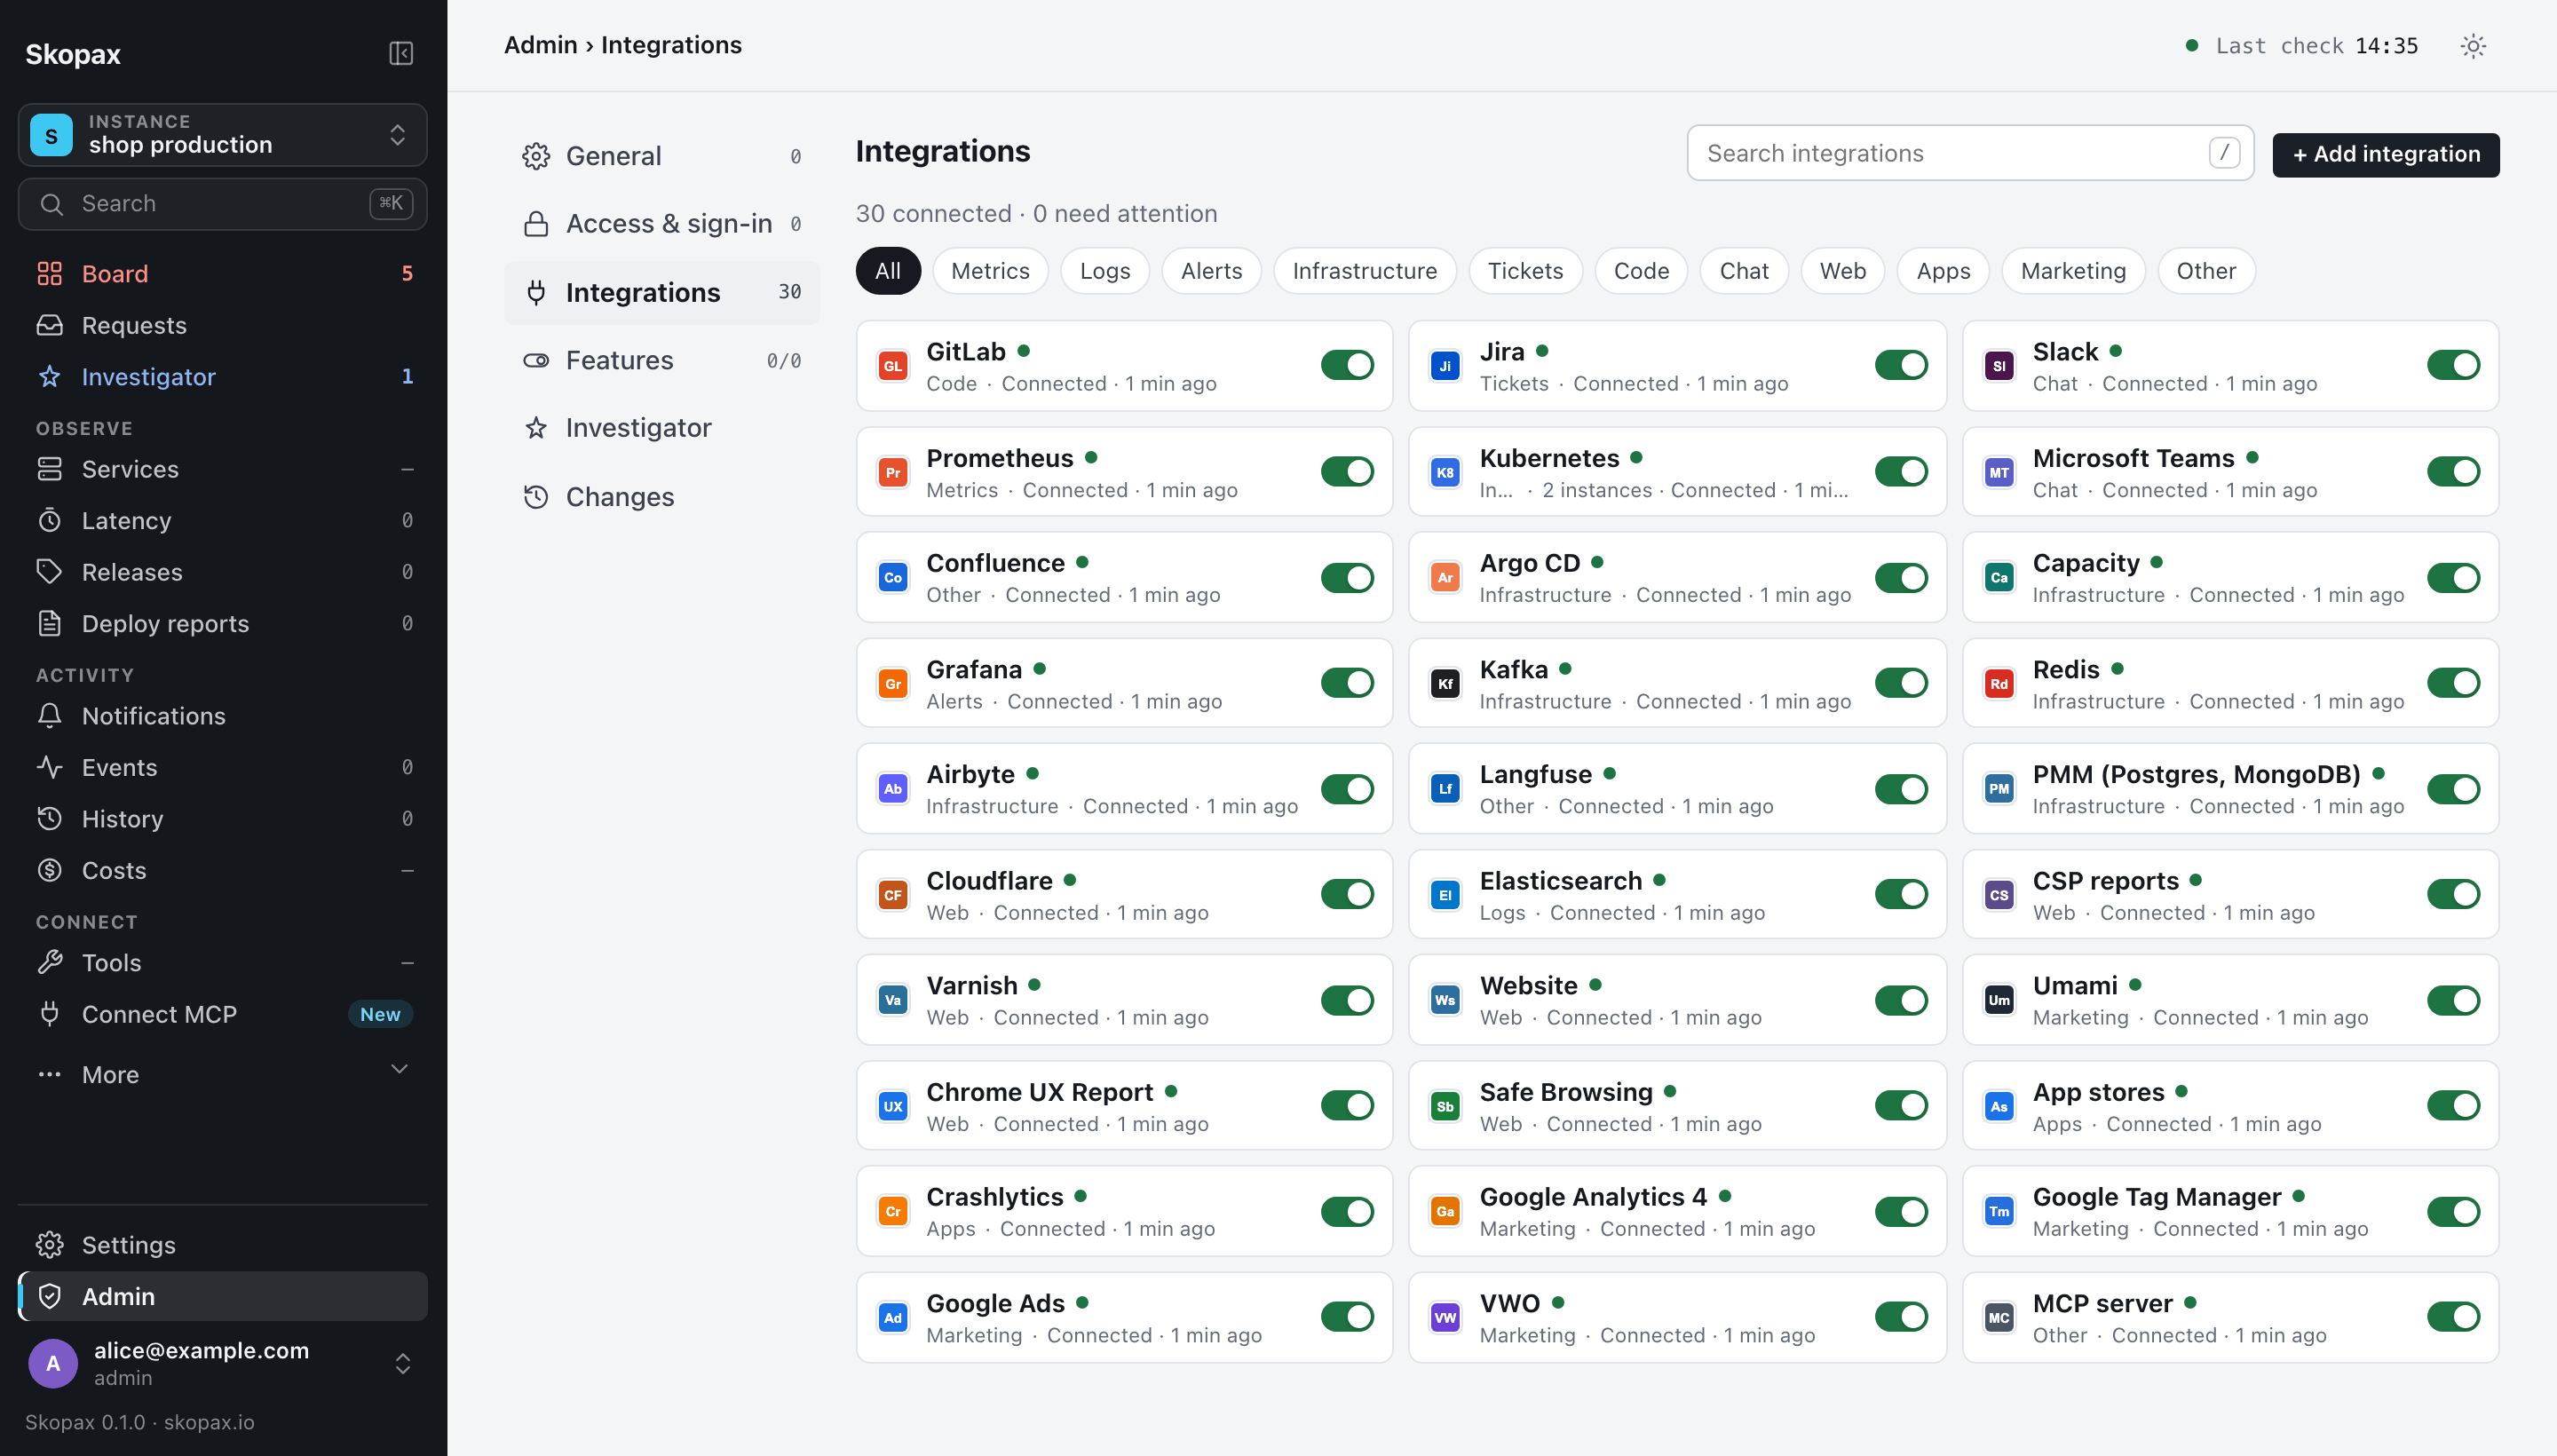 Skopax
S
INSTANCE
shop production
Search
⌘K
Board 5
Requests
Investigator 1
OBSERVE
Services –
Latency 0
Releases 0
Deploy reports 0
ACTIVITY
Notifications
Events 0
History 0
Costs –
CONNECT
Tools –
Connect MCP New
More
Settings
Admin
A
alice@example.com
admin
Skopax 0.1.0 · skopax.io
Admin › Integrations
Last check 14:35
General 0
Access & sign-in 0
Integrations 30
Features 0/0
Investigator
Changes
Integrations
Search integrations /
+ Add integration
30 connected · 0 need attention
All Metrics Logs Alerts Infrastructure Tickets Code Chat Web Apps Marketing Other
GL
GitLab
Code · Connected · 1 min ago
Ji
Jira
Tickets · Connected · 1 min ago
Sl
Slack
Chat · Connected · 1 min ago
Pr
Prometheus
Metrics · Connected · 1 min ago
K8
Kubernetes
In... · 2 instances · Connected · 1 mi...
MT
Microsoft Teams
Chat · Connected · 1 min ago
Co
Confluence
Other · Connected · 1 min ago
Ar
Argo CD
Infrastructure · Connected · 1 min ago
Ca
Capacity
Infrastructure · Connected · 1 min ago
Gr
Grafana
Alerts · Connected · 1 min ago
Kf
Kafka
Infrastructure · Connected · 1 min ago
Rd
Redis
Infrastructure · Connected · 1 min ago
Ab
Airbyte
Infrastructure · Connected · 1 min ago
Lf
Langfuse
Other · Connected · 1 min ago
PM
PMM (Postgres, MongoDB)
Infrastructure · Connected · 1 min ago
CF
Cloudflare
Web · Connected · 1 min ago
El
Elasticsearch
Logs · Connected · 1 min ago
CS
CSP reports
Web · Connected · 1 min ago
Va
Varnish
Web · Connected · 1 min ago
Ws
Website
Web · Connected · 1 min ago
Um
Umami
Marketing · Connected · 1 min ago
UX
Chrome UX Report
Web · Connected · 1 min ago
Sb
Safe Browsing
Web · Connected · 1 min ago
As
App stores
Apps · Connected · 1 min ago
Cr
Crashlytics
Apps · Connected · 1 min ago
Ga
Google Analytics 4
Marketing · Connected · 1 min ago
Tm
Google Tag Manager
Marketing · Connected · 1 min ago
Ad
Google Ads
Marketing · Connected · 1 min ago
VW
VWO
Marketing · Connected · 1 min ago
MC
MCP server
Other · Connected · 1 min ago